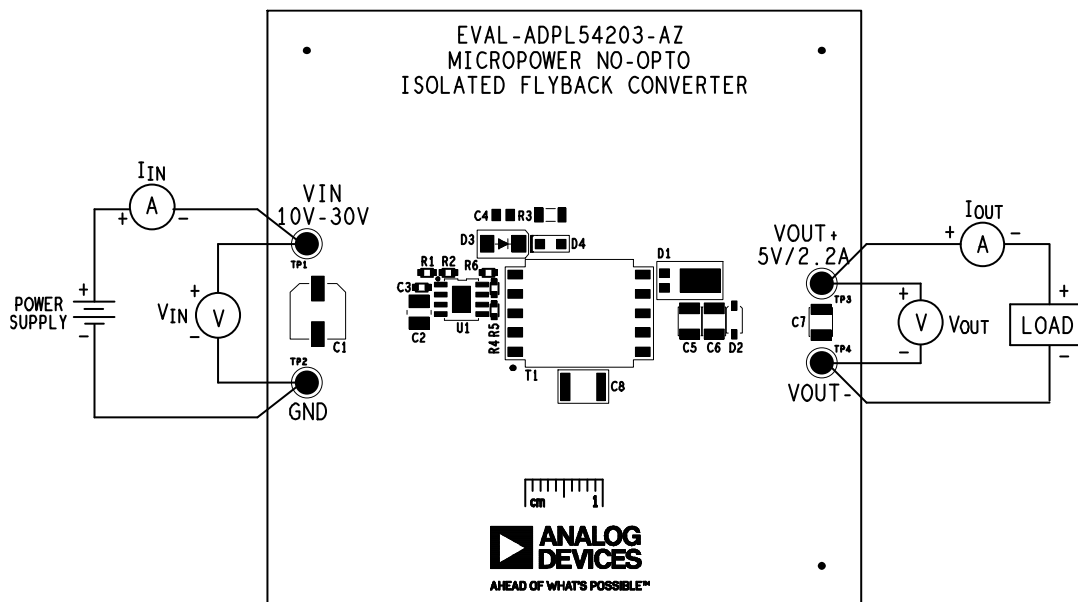 EVAL-ADPL54203-AZ
MICROPOWER NO-OPTO
ISOLATED FLYBACK CONVERTER
IIN
A
+
-
VIN
10V-30V
TP1
+
POWER
SUPPLY
-
+
VIN
V
-
C1
TP2
GND
C4
R3
D3
D4
R1
R2
R6
C3
C2
U1
R4
R5
T1
C8
D1
C5
C6
D2
VOUT+
5V/2.2A
TP3
C7
TP4
VOUT-
IOUT
+
A
-
+
V
VOUT
-
+
LOAD
-
cm
1
ANALOG
DEVICES
AHEAD OF WHAT'S POSSIBLE™